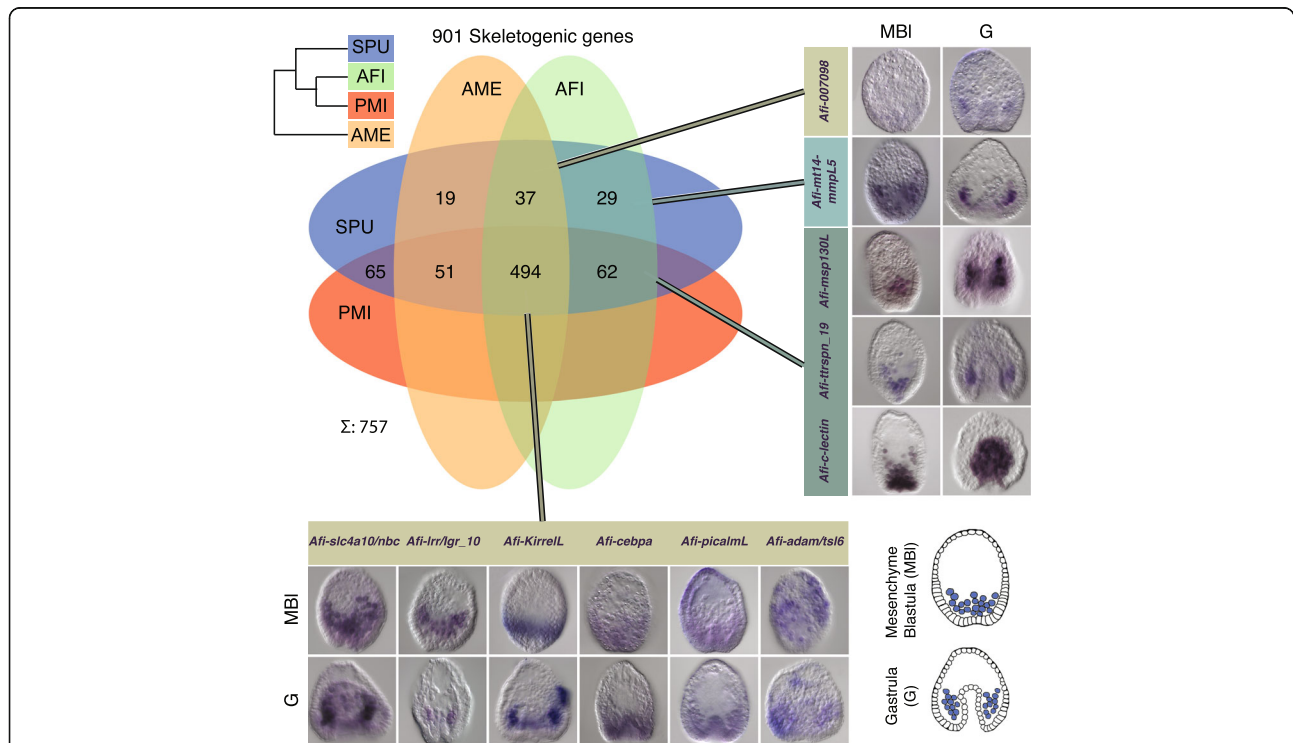 901 Skeletogenic genes
SPU
AFI
PMI
AME
AME
AFI
SPU
PMI
19
37
29
65
51
494
62
Σ: 757
MBl
G
Afi-007098
Afi-mt14-
mmpL5
Afi-msp130L
Afi-ttrspn_19
Afi-c-lectin
Afi-slc4a10/nbc
Afi-lrr/lgr_10
Afi-KirrelL
Afi-cebpa
Afi-picalmL
Afi-adam/tsl6
MBl
G
Mesenchyme
Blastula (MBl)
Gastrula
(G)